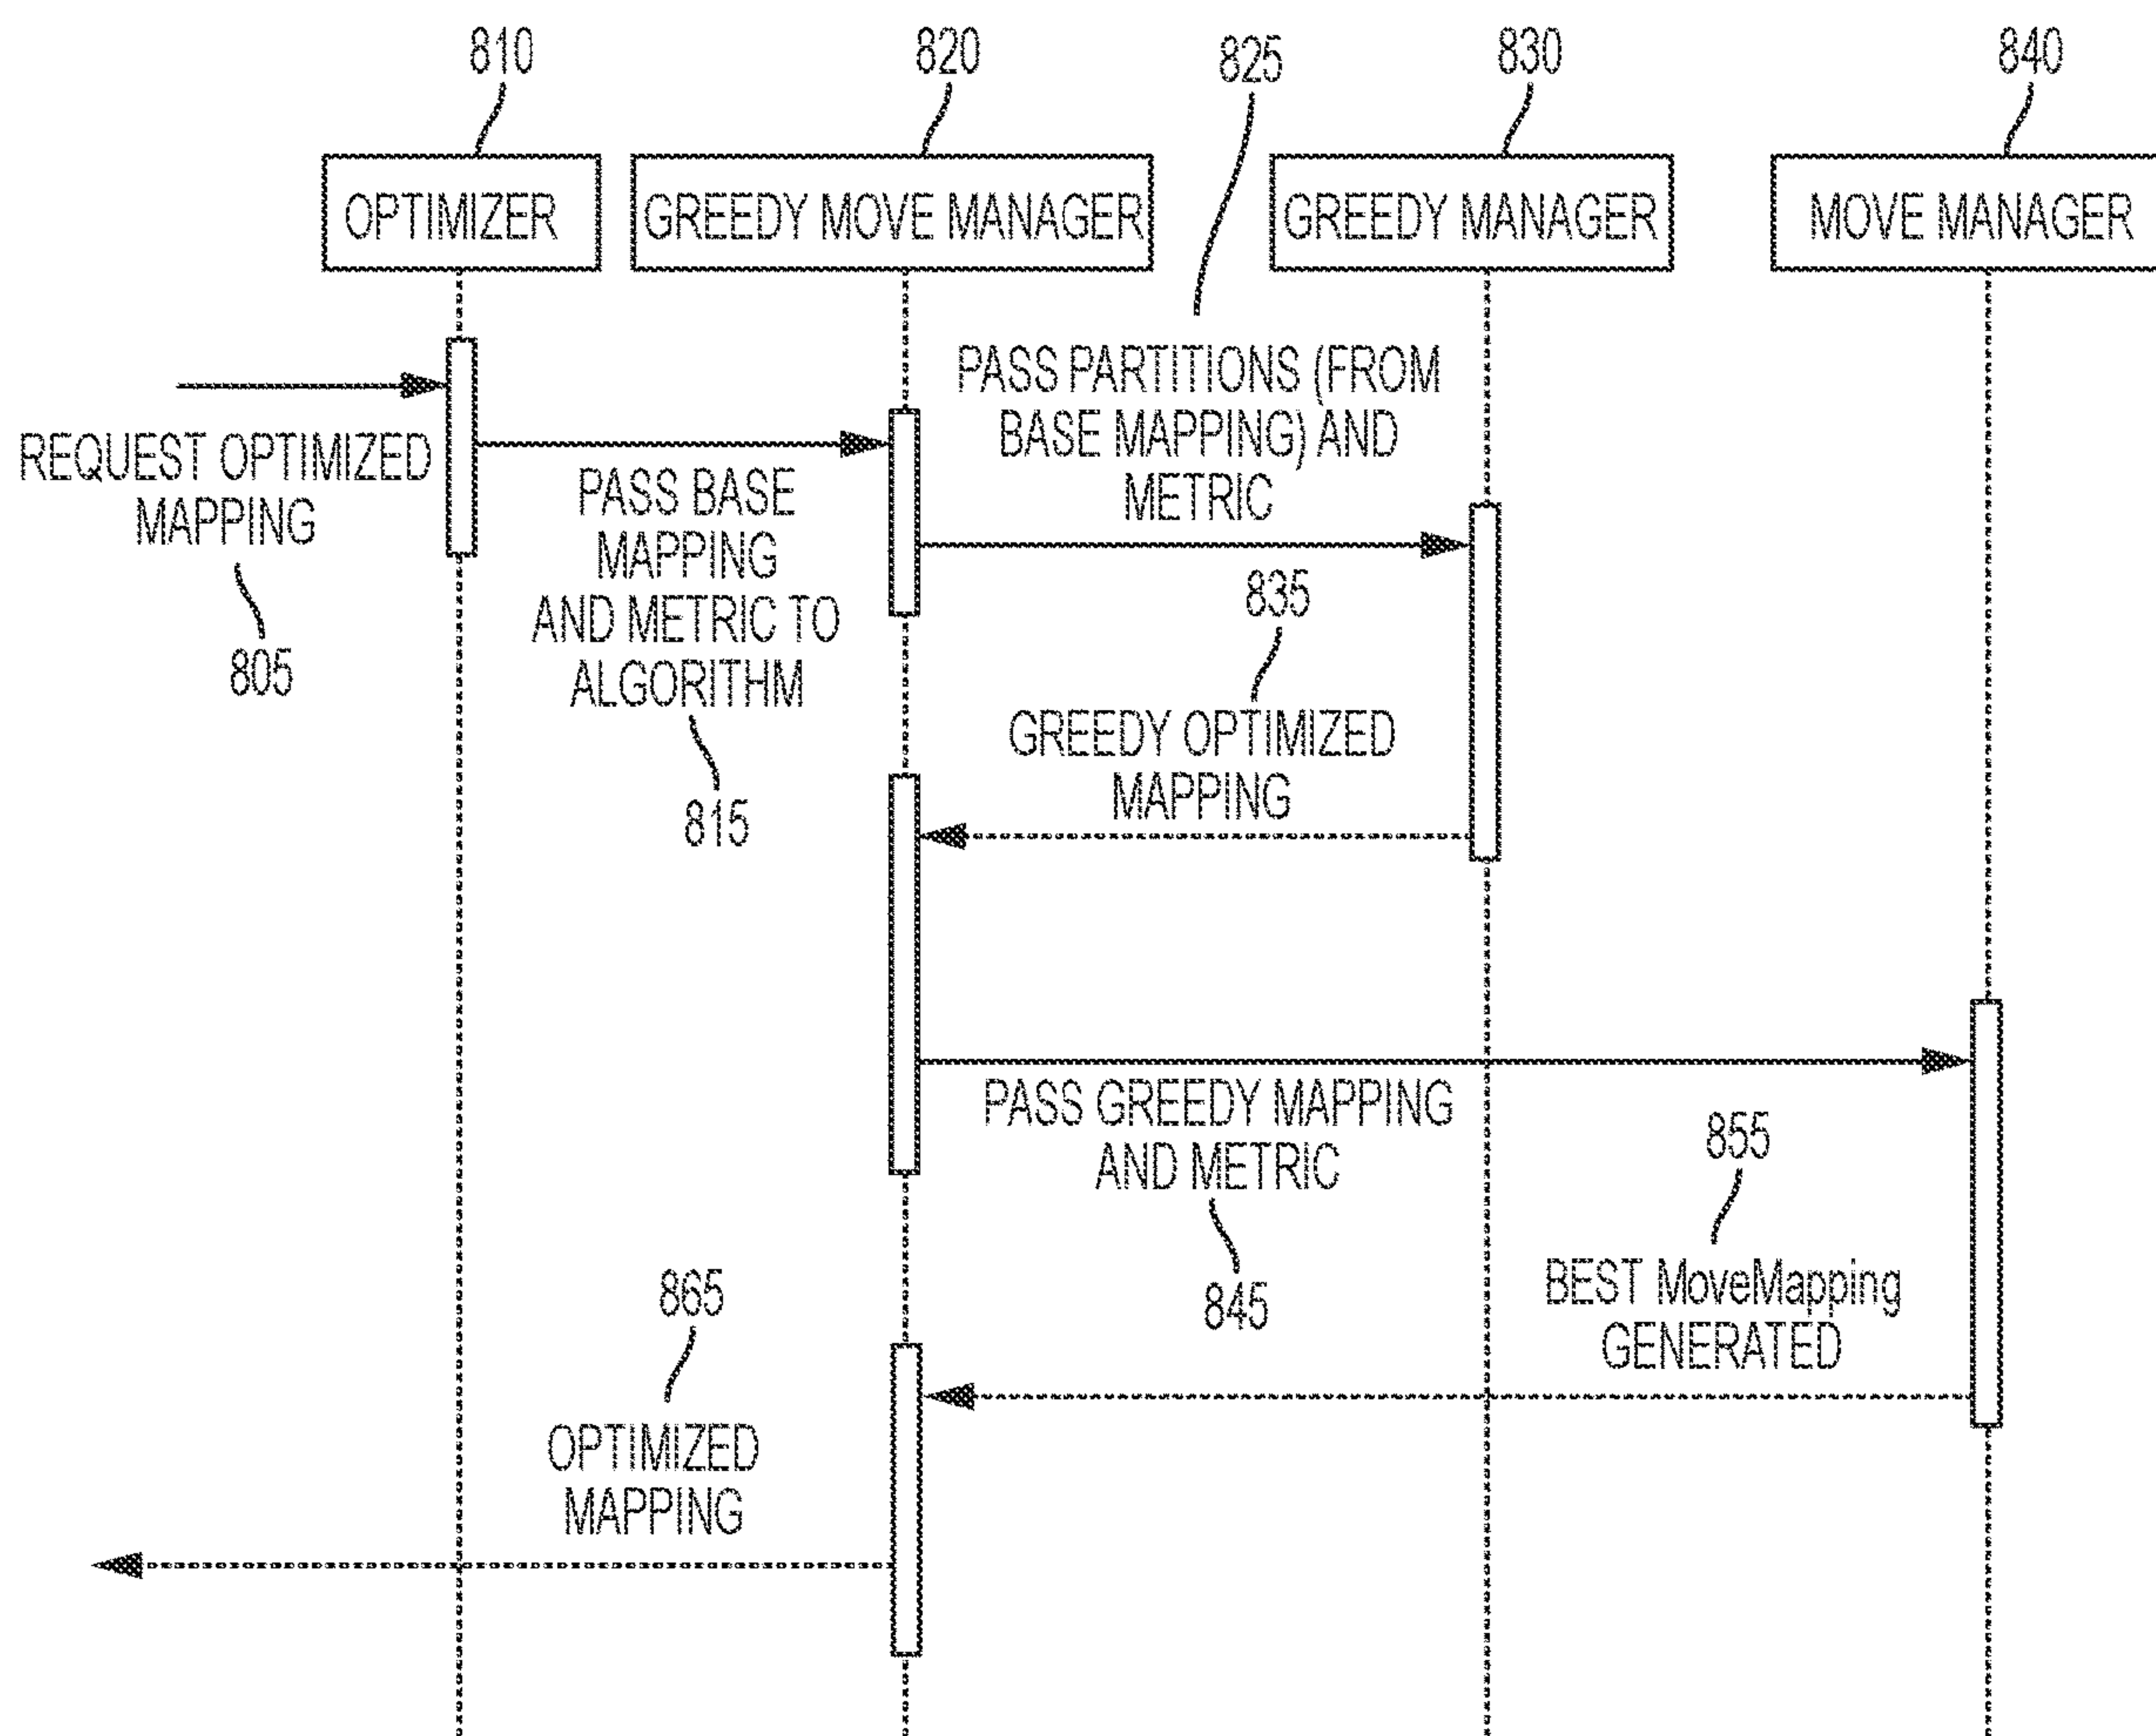 810
820
825
830
840
OPTIMIZER
GREEDY MOVE MANAGER
GREEDY MANAGER
MOVE MANAGER
REQUEST OPTIMIZED
MAPPING
805
PASS BASE
MAPPING
AND METRIC TO
ALGORITHM
815
PASS PARTITIONS (FROM
BASE MAPPING) AND
METRIC
835
GREEDY OPTIMIZED
MAPPING
PASS GREEDY MAPPING
AND METRIC
845
855
BEST MoveMapping
GENERATED
865
OPTIMIZED
MAPPING